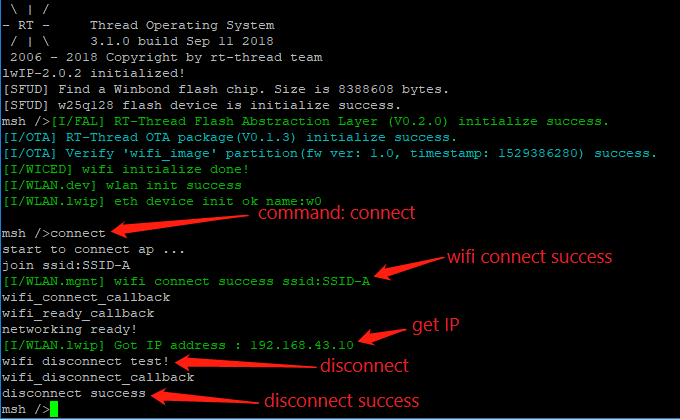 \ | /
- RT -     Thread Operating System
/ | \     3.1.0 build Sep 11 2018
2006 - 2018 Copyright by rt-thread team
lwIP-2.0.2 initialized!
[SFUD] Find a Winbond flash chip. Size is 8388608 bytes.
[SFUD] w25q128 flash device is initialize success.
msh />[I/FAL] RT-Thread Flash Abstraction Layer (V0.2.0) initialize success.
[I/OTA] RT-Thread OTA package(V0.1.3) initialize success.
[I/OTA] Verify 'wifi_image' partition(fw ver: 1.0, timestamp: 1529386280) success.
[I/WICED] wifi initialize done!
[I/WLAN.dev] wlan init success
[I/WLAN.lwip] eth device init ok name:w0
command: connect
msh />connect
start to connect ap ...
join ssid:SSID-A
wifi connect success
[I/WLAN.mgnt] wifi connect success ssid:SSID-A
wifi_connect_callback
wifi_ready_callback
networking ready!
get IP
[I/WLAN.lwip] Got IP address : 192.168.43.10
wifi disconnect test!
disconnect
wifi_disconnect_callback
disconnect success
disconnect success
msh />